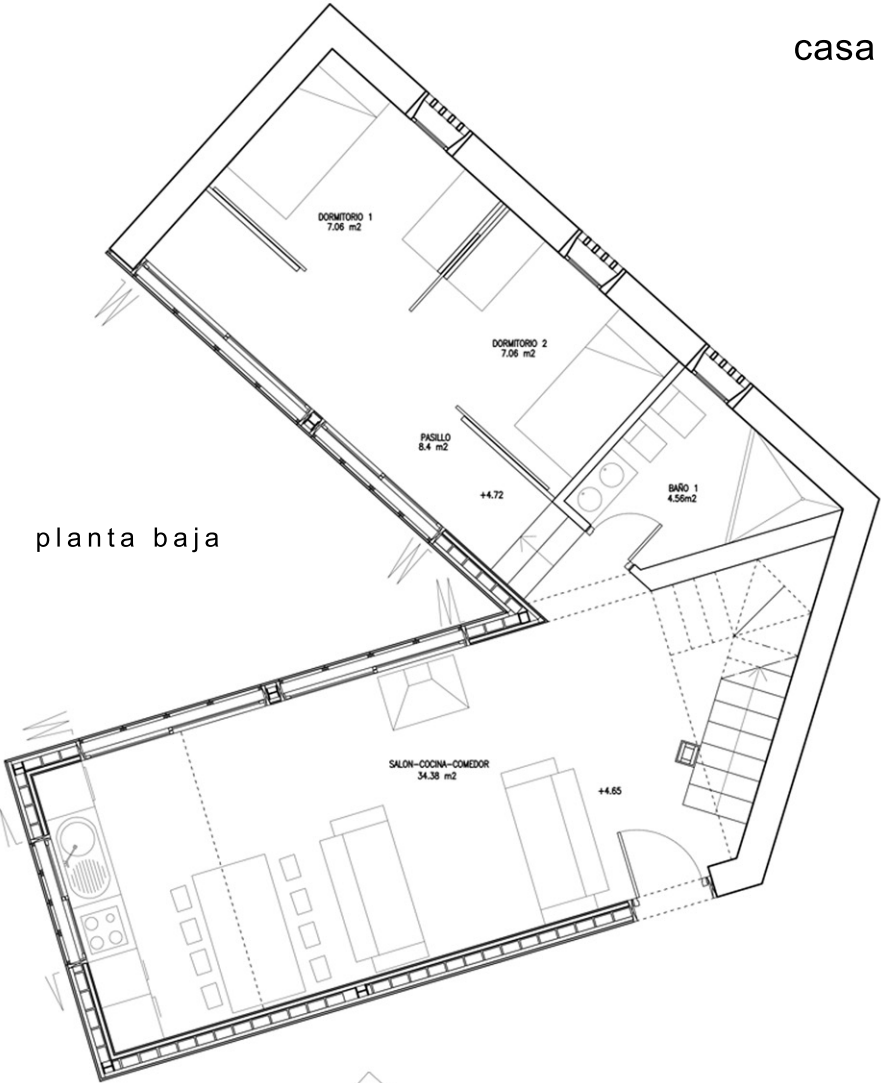 casa
DORMITORIO 1
7.06 m2
DORMITORIO 2
7.06 m2
PASILLO
8.4 m2
+4.72
BAÑO 1
4.56m2
planta baja
SALON-COCINA-COMEDOR
34.38 m2
+4.65